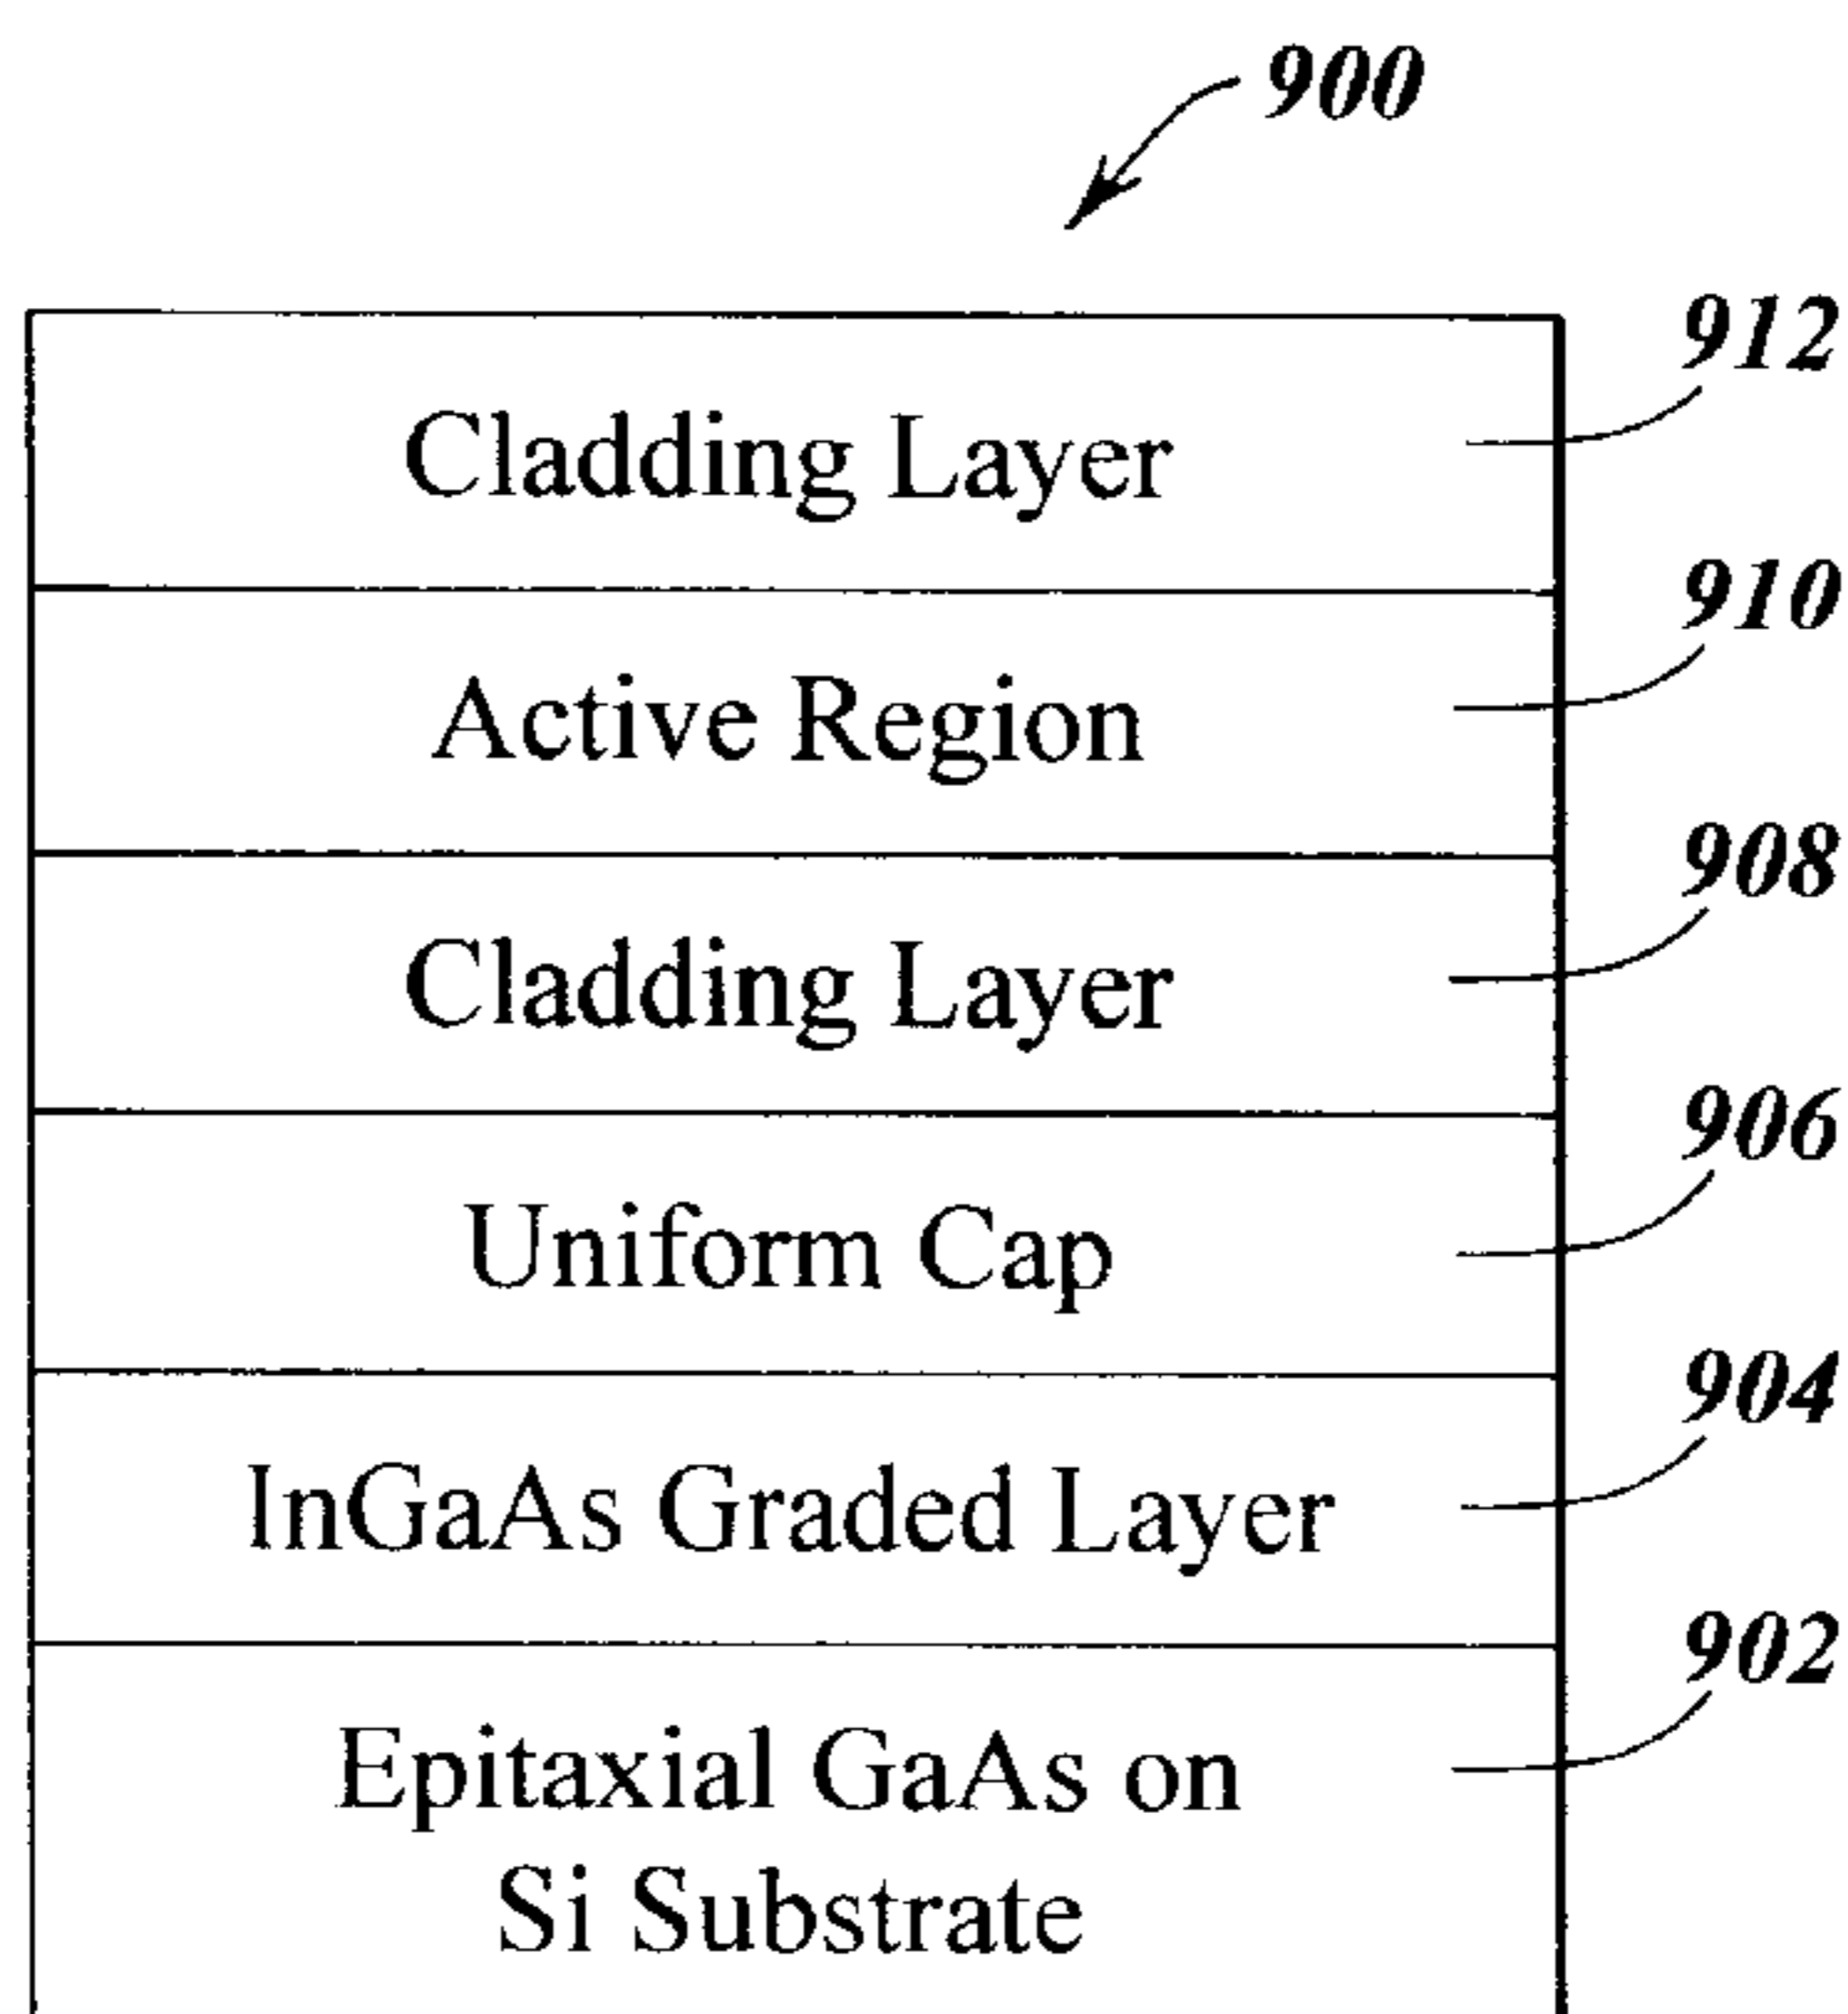 900
912
Cladding Layer
910
Active Region
908
Cladding Layer
906
Uniform Cap
904
InGaAs Graded Layer
902
Epitaxial GaAs on
Si Substrate